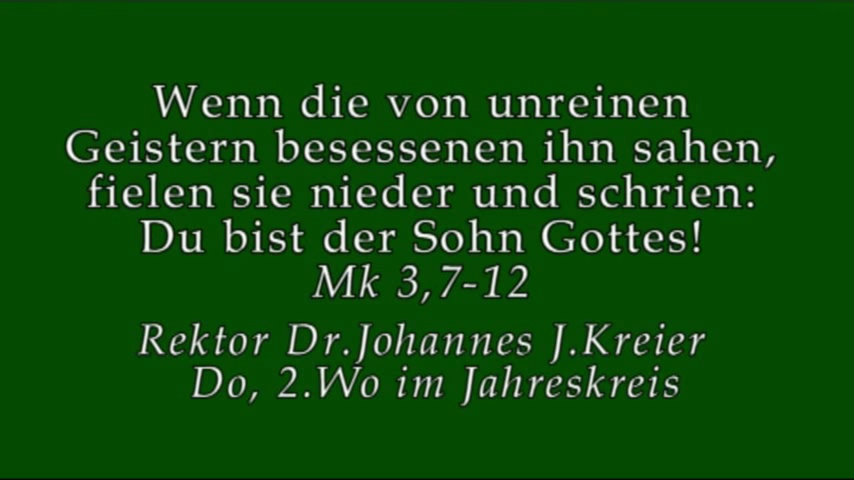 Wenn die von unreinen
Geistern besessenen ihn sahen,
fielen sie nieder und schrien:
Du bist der Sohn Gottes!
Mk 3,7-12
Rektor Dr.Johannes J.Kreier
Do, 2.Wo im Jahreskreis